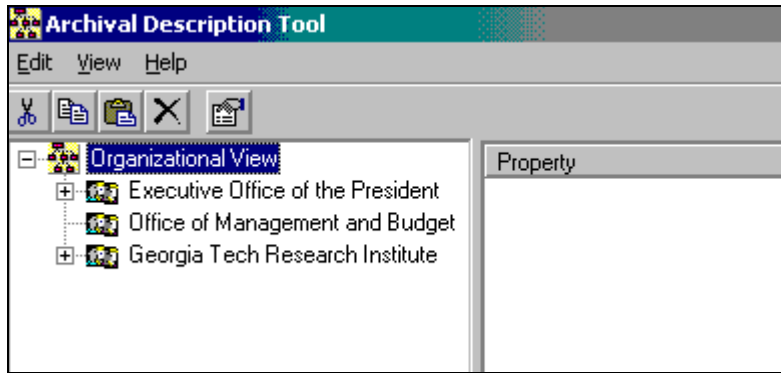 Archival Description Tool
Edit View Help
Organizational View
Property
Executive Office of the President
Office of Management and Budget
Georgia Tech Research Institute